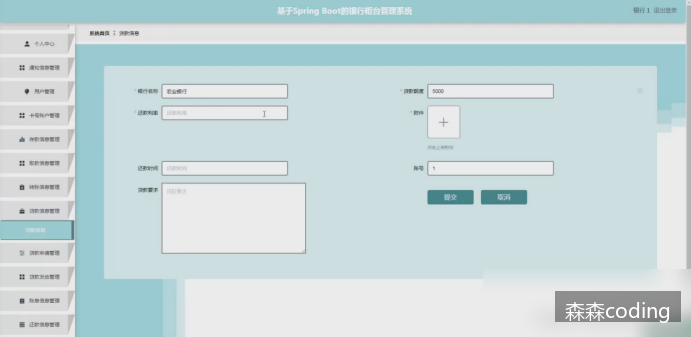 基于Spring Boot的银行柜台管理系统
银行 1 退出登录
系统首页 贷款信息
个人中心
通知信息管理
用户管理
卡号账户管理
存款信息管理
取款信息管理
转账信息管理
贷款信息管理
贷款信息
贷款申请管理
贷款发放管理
账单信息管理
还款信息管理
* 银行名称 农业银行
* 贷款额度 5000
* 还款利率 还款利率
* 附件
+
点击上传附件
还款时间 还款时间
账号 1
贷款要求 贷款要求
提交 取消
森森coding